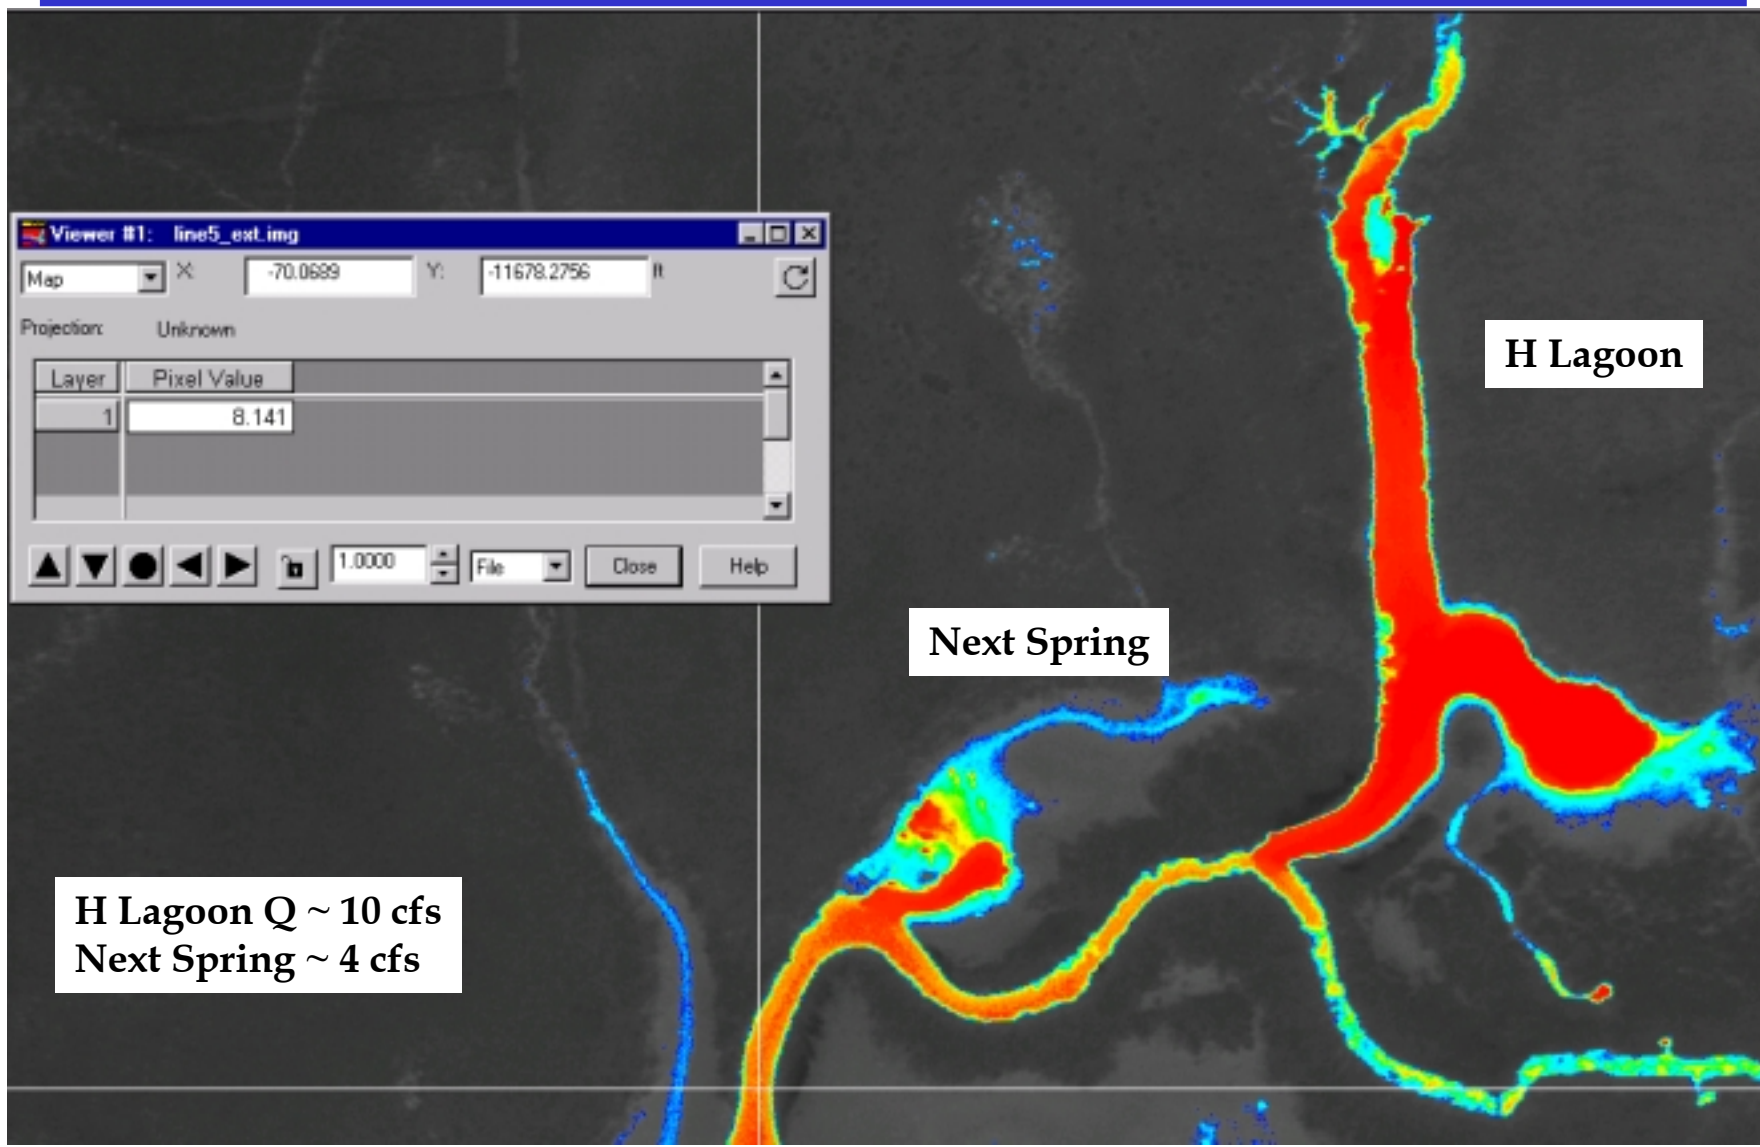 Viewer #1: line5_ext.img
Map X: -70.0689 Y: -11678.2756 ft
Projection: Unknown
Layer Pixel Value
1 8.141
1.0000 File Close Help
H Lagoon
Next Spring
H Lagoon Q ~ 10 cfs
Next Spring ~ 4 cfs